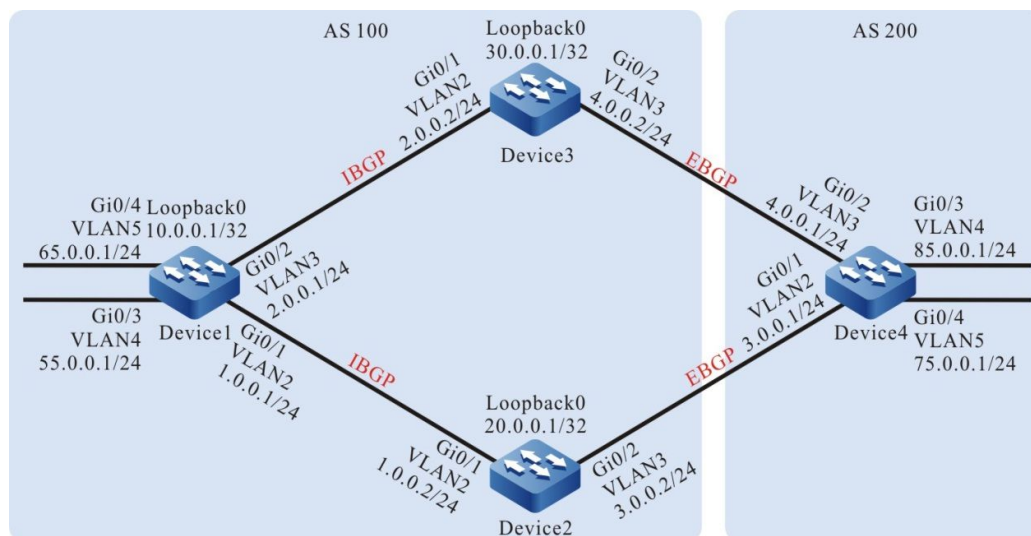 AS 100
AS 200
Loopback0
30.0.0.1/32
Gi0/1
VLAN2
2.0.0.2/24
Gi0/2
VLAN3
4.0.0.2/24
Device3
IBGP
EBGP
Gi0/4
VLAN5
65.0.0.1/24
Loopback0
10.0.0.1/32
Gi0/2
VLAN3
2.0.0.1/24
Gi0/2
VLAN3
4.0.0.1/24
Gi0/3
VLAN4
85.0.0.1/24
Gi0/3
VLAN4
55.0.0.1/24
Device1
Gi0/1
VLAN2
1.0.0.1/24
Gi0/1
VLAN2
3.0.0.1/24
Device4
Gi0/4
VLAN5
75.0.0.1/24
IBGP
EBGP
Loopback0
20.0.0.1/32
Gi0/1
VLAN2
1.0.0.2/24
Gi0/2
VLAN3
3.0.0.2/24
Device2